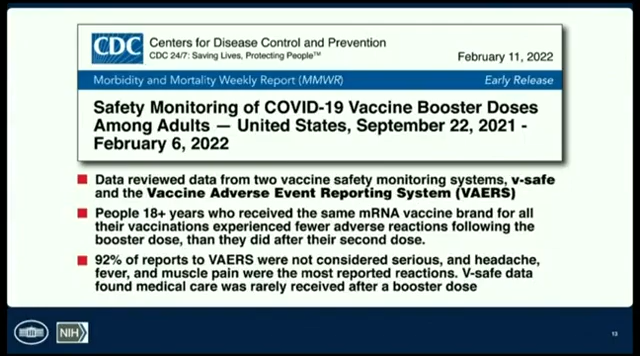 CDC Centers for Disease Control and Prevention
CDC 24/7: Saving Lives, Protecting People™
February 11, 2022
Morbidity and Mortality Weekly Report (MMWR) Early Release
Safety Monitoring of COVID-19 Vaccine Booster Doses
Among Adults — United States, September 22, 2021 -
February 6, 2022
Data reviewed data from two vaccine safety monitoring systems, v-safe
and the Vaccine Adverse Event Reporting System (VAERS)
People 18+ years who received the same mRNA vaccine brand for all
their vaccinations experienced fewer adverse reactions following the
booster dose, than they did after their second dose.
92% of reports to VAERS were not considered serious, and headache,
fever, and muscle pain were the most reported reactions. V-safe data
found medical care was rarely received after a booster dose
NIH